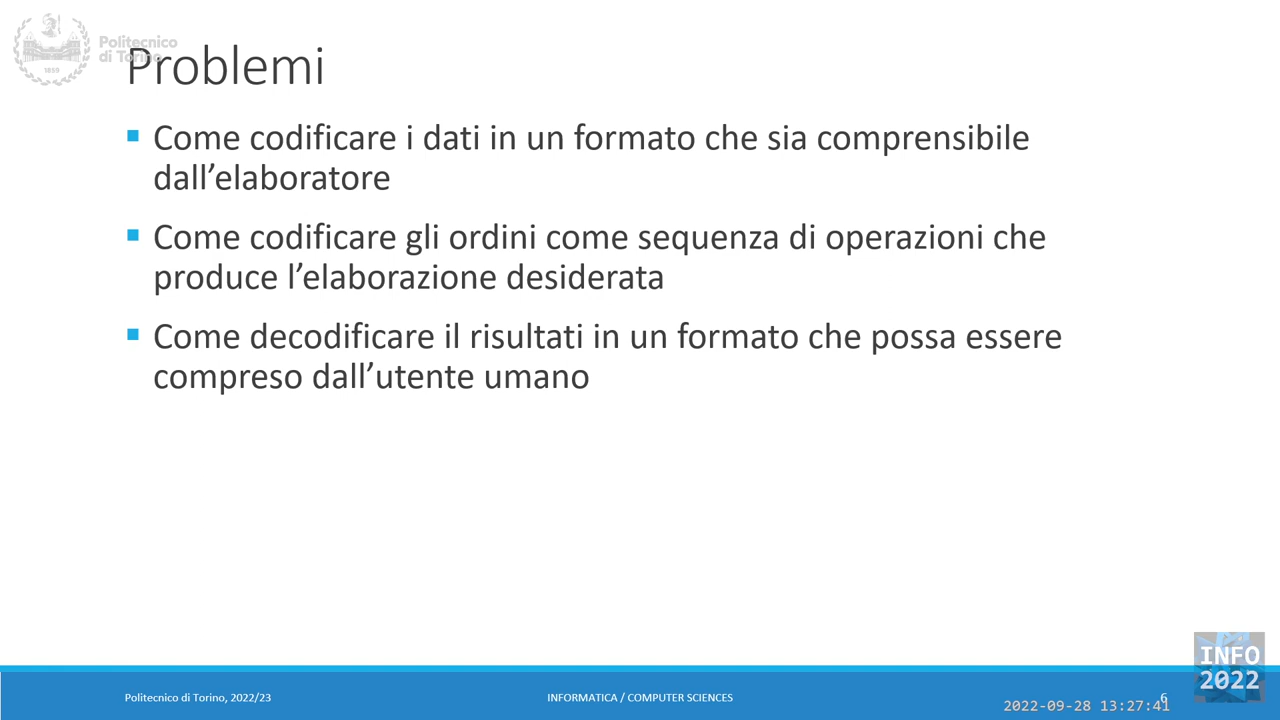 Politecnico
di Torino
1859
Problemi
Come codificare i dati in un formato che sia comprensibile
dall’elaboratore
Come codificare gli ordini come sequenza di operazioni che
produce l’elaborazione desiderata
Come decodificare il risultati in un formato che possa essere
compreso dall’utente umano
INFO
2022
Politecnico di Torino, 2022/23
INFORMATICA / COMPUTER SCIENCES
6
2022-09-28 13:27:41